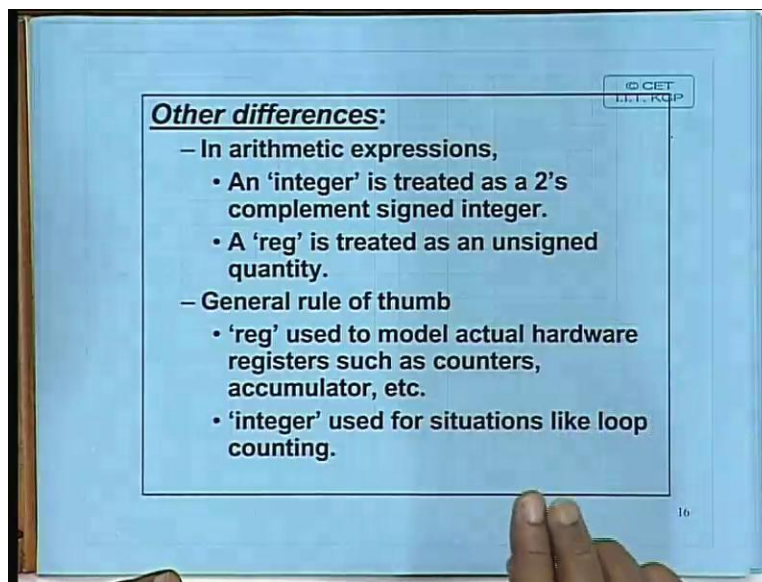 © CET
I.I.T. KGP
Other differences:
– In arithmetic expressions,
• An ‘integer’ is treated as a 2’s
complement signed integer.
• A ‘reg’ is treated as an unsigned
quantity.
– General rule of thumb
• ‘reg’ used to model actual hardware
registers such as counters,
accumulator, etc.
• ‘integer’ used for situations like loop
counting.
16